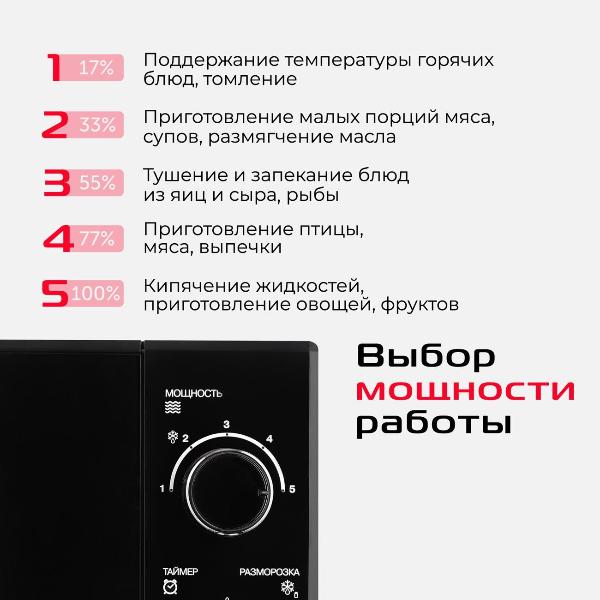 1 17% Поддержание температуры горячих
блюд, томление
2 33% Приготовление малых порций мяса,
супов, размягчение масла
3 55% Тушение и запекание блюд
из яиц и сыра, рыбы
4 77% Приготовление птицы,
мяса, выпечки
5 100% Кипячение жидкостей,
приготовление овощей, фруктов
Выбор
мощности
работы
МОЩНОСТЬ
1 2 3 4 5
ТАЙМЕР РАЗМОРОЗКА